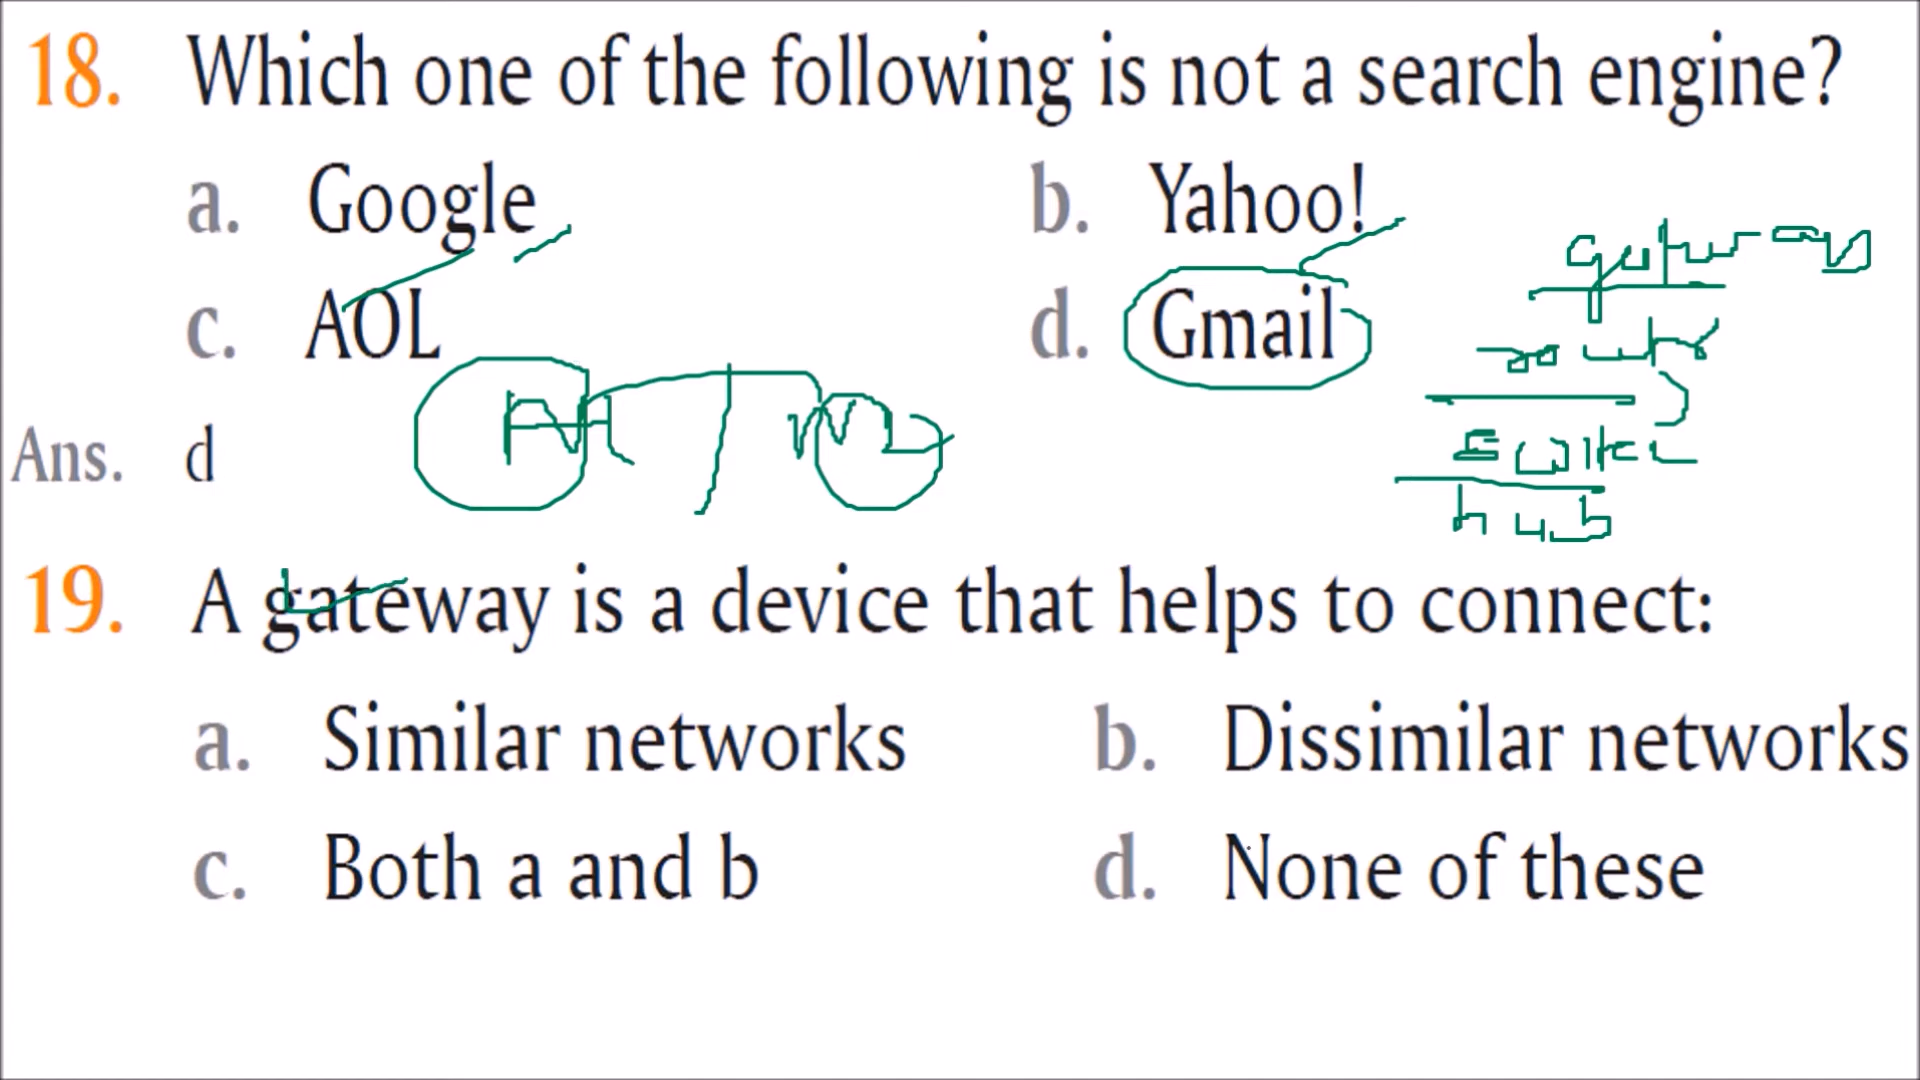 18. Which one of the following is not a search engine?
a. Google b. Yahoo!
c. AOL d. Gmail
Ans. d
hub
19. A gateway is a device that helps to connect:
a. Similar networks b. Dissimilar networks
c. Both a and b d. None of these